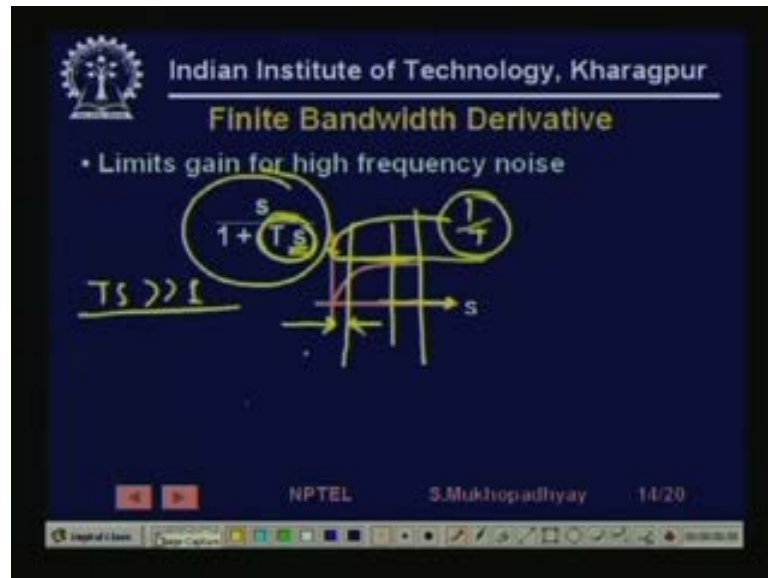 Indian Institute of Technology, Kharagpur
Finite Bandwidth Derivative
• Limits gain for high frequency noise
s
1 + T s
1
T
TS >> 1
s
NPTEL S.Mukhopadhyay 14/20